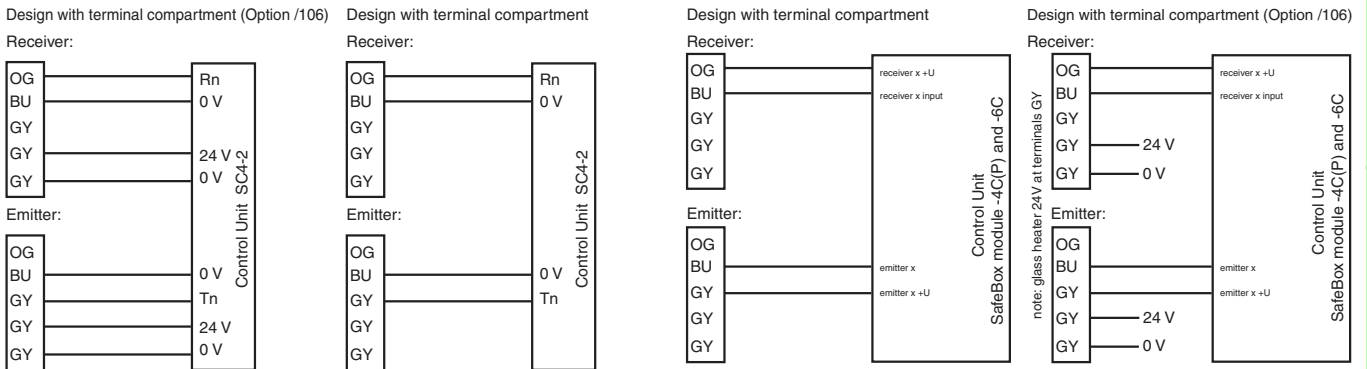 Design with terminal compartment (Option /106)
Receiver:
OG
BU
GY
GY
GY
Rn
0 V
24 V
0 V
Emitter:
OG
BU
GY
GY
GY
0 V
Tn
24 V
0 V
Control Unit SC4-2
Design with terminal compartment
Receiver:
OG
BU
GY
GY
GY
Rn
0 V
Emitter:
OG
BU
GY
GY
GY
0 V
Tn
Control Unit SC4-2
Design with terminal compartment
Receiver:
OG
BU
GY
GY
GY
receiver x +U
receiver x input
Emitter:
OG
BU
GY
GY
GY
emitter x
emitter x +U
Control Unit
SafeBox module -4C(P) and -6C
Design with terminal compartment (Option /106)
Receiver:
note: glass heater 24V at terminals GY
OG
BU
GY
GY
GY
24 V
0 V
receiver x +U
receiver x input
Emitter:
OG
BU
GY
GY
GY
24 V
0 V
emitter x
emitter x +U
Control Unit
SafeBox module -4C(P) and -6C